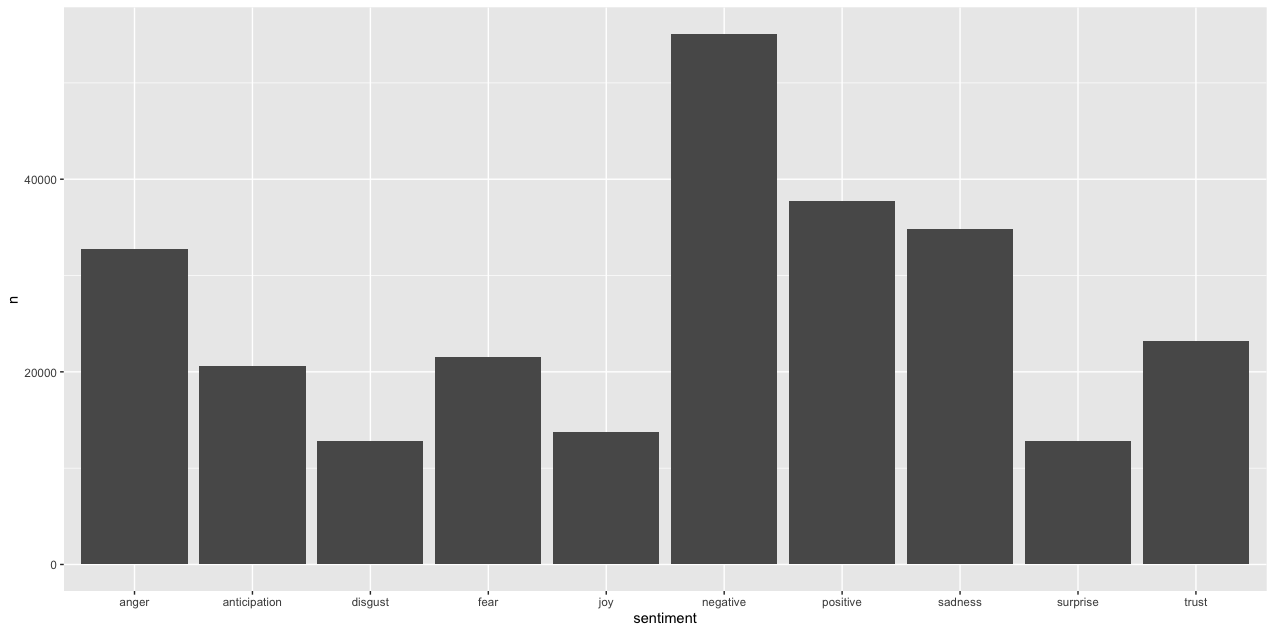 n
40000
20000
0
anger anticipation disgust fear joy negative positive sadness surprise trust
sentiment